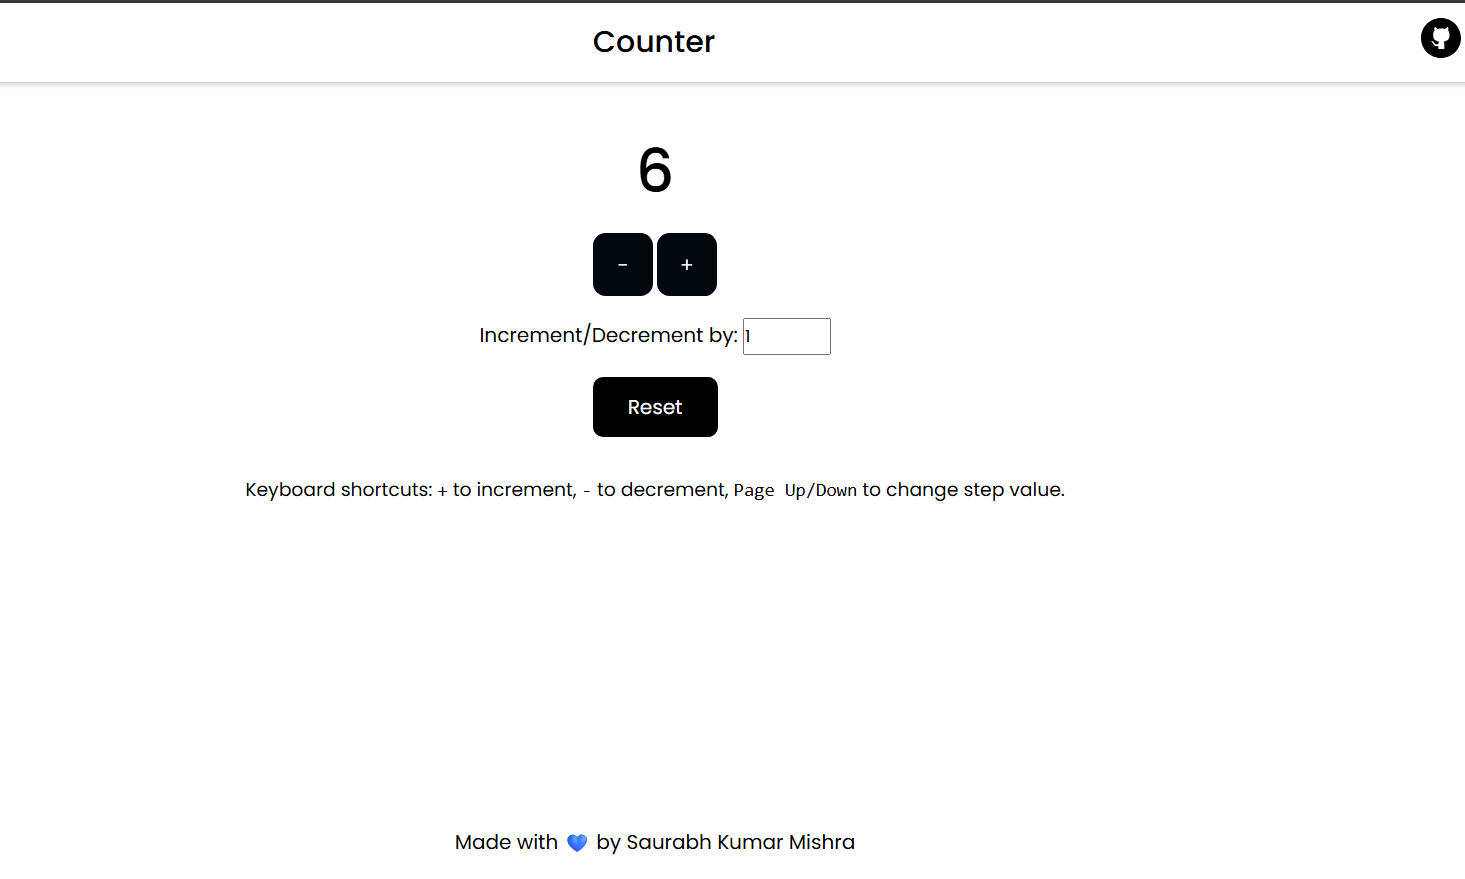 Counter
6
- +
Increment/Decrement by: 1
Reset
Keyboard shortcuts: + to increment, - to decrement, Page Up/Down to change step value.
Made with 💙 by Saurabh Kumar Mishra